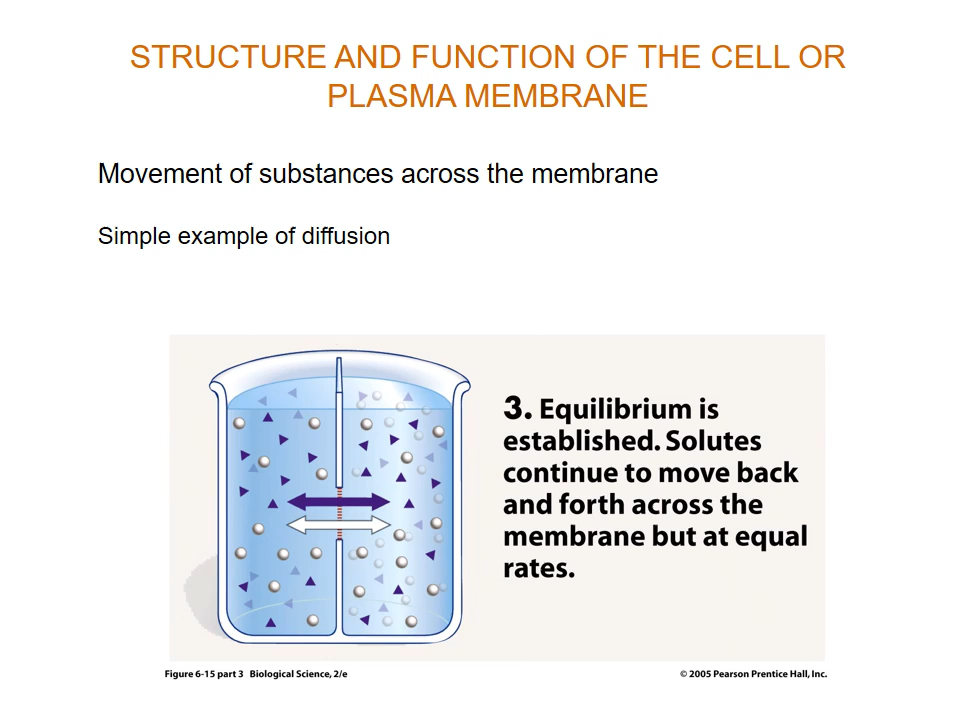 STRUCTURE AND FUNCTION OF THE CELL OR
PLASMA MEMBRANE
Movement of substances across the membrane
Simple example of diffusion
3. Equilibrium is
established. Solutes
continue to move back
and forth across the
membrane but at equal
rates.
Figure 6-15 part 3 Biological Science, 2/e
© 2005 Pearson Prentice Hall, Inc.